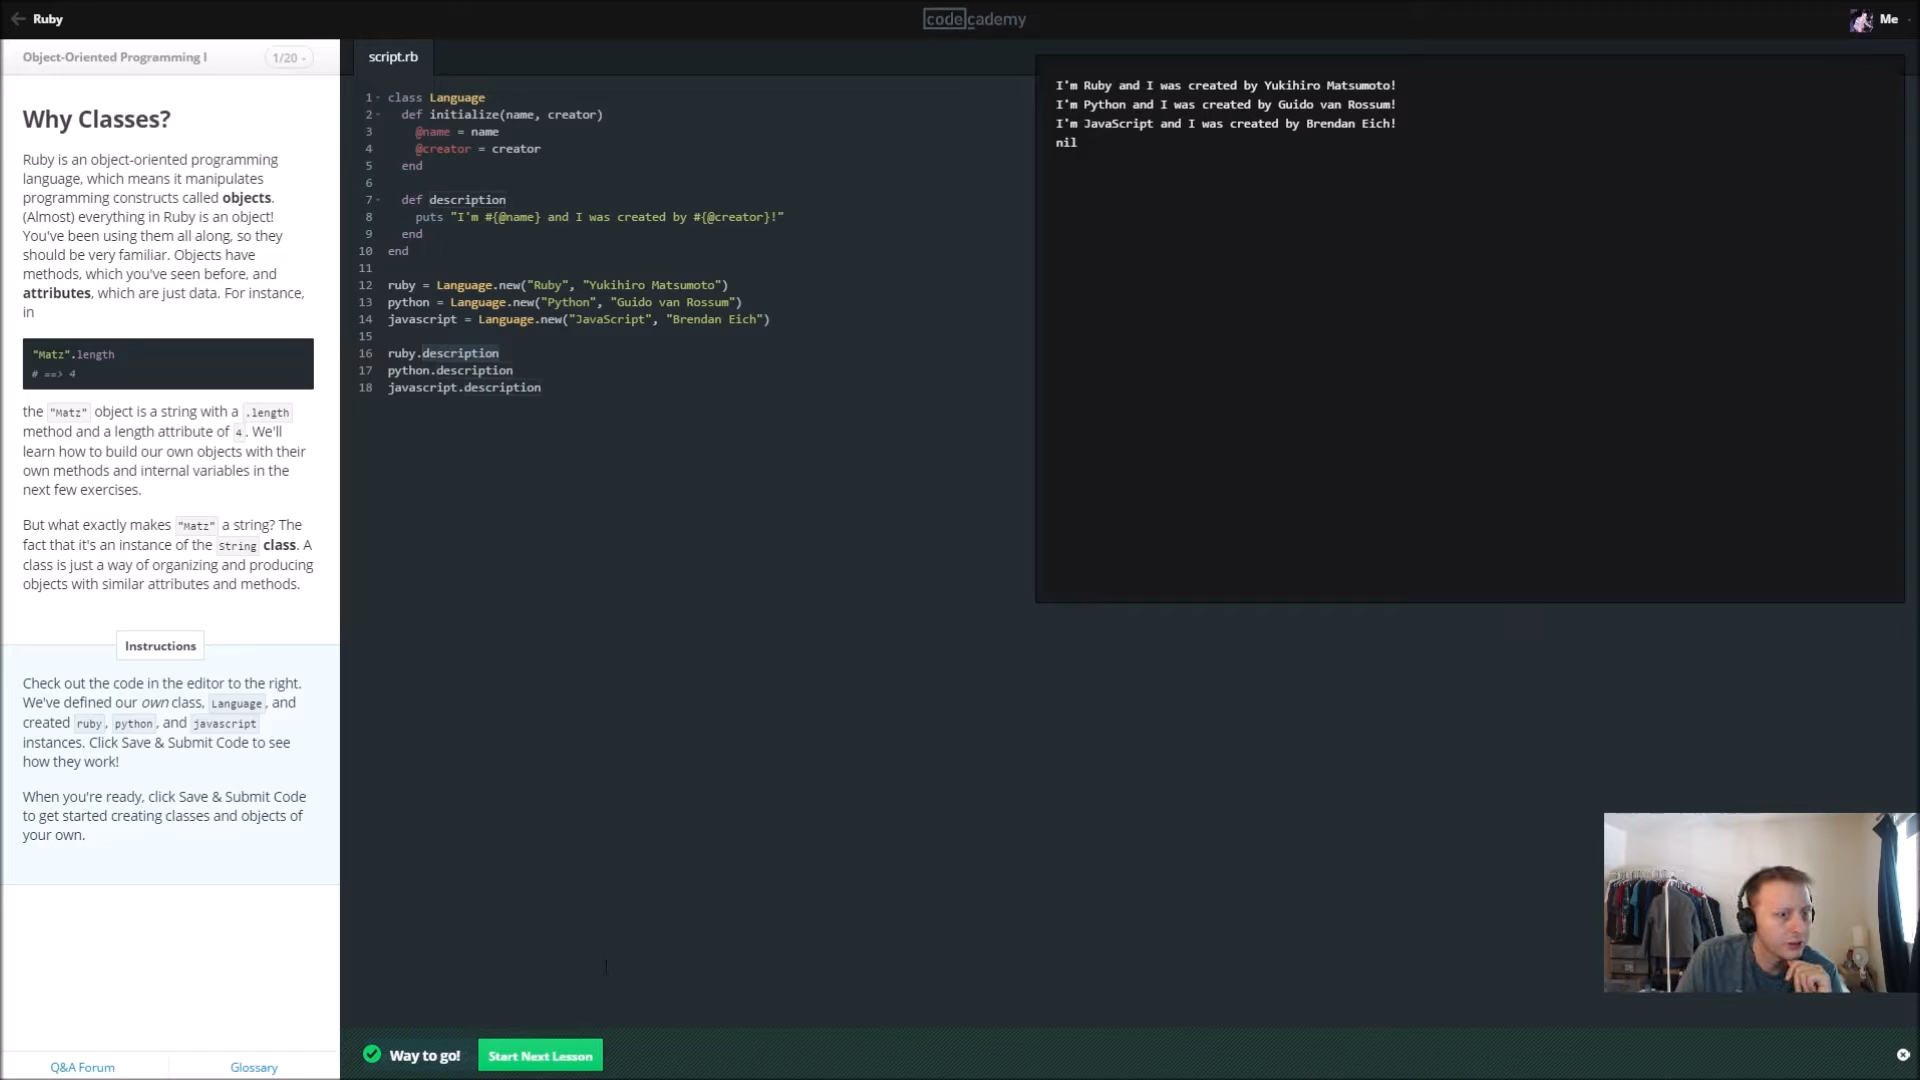 Ruby
codecademy
Me
Object-Oriented Programming I
1/20
Why Classes?
Ruby is an object-oriented programming
language, which means it manipulates
programming constructs called objects.
(Almost) everything in Ruby is an object!
You've been using them all along, so they
should be very familiar. Objects have
methods, which you've seen before, and
attributes, which are just data. For instance,
in
"Matz".length
# ==> 4
the "Matz" object is a string with a .length
method and a length attribute of 4. We'll
learn how to build our own objects with their
own methods and internal variables in the
next few exercises.
But what exactly makes "Matz" a string? The
fact that it's an instance of the String class. A
class is just a way of organizing and producing
objects with similar attributes and methods.
Instructions
Check out the code in the editor to the right.
We've defined our own class, Language, and
created ruby, python, and javascript
instances. Click Save & Submit Code to see
how they work!
When you're ready, click Save & Submit Code
to get started creating classes and objects of
your own.
Q&A Forum
Glossary
script.rb
1 class Language
2 def initialize(name, creator)
3 @name = name
4 @creator = creator
5 end
6
7 def description
8 puts "I'm #{@name} and I was created by #{@creator}!"
9 end
10 end
11
12 ruby = Language.new("Ruby", "Yukihiro Matsumoto")
13 python = Language.new("Python", "Guido van Rossum")
14 javascript = Language.new("JavaScript", "Brendan Eich")
15
16 ruby.description
17 python.description
18 javascript.description
I'm Ruby and I was created by Yukihiro Matsumoto!
I'm Python and I was created by Guido van Rossum!
I'm JavaScript and I was created by Brendan Eich!
nil
Way to go!
Start Next Lesson